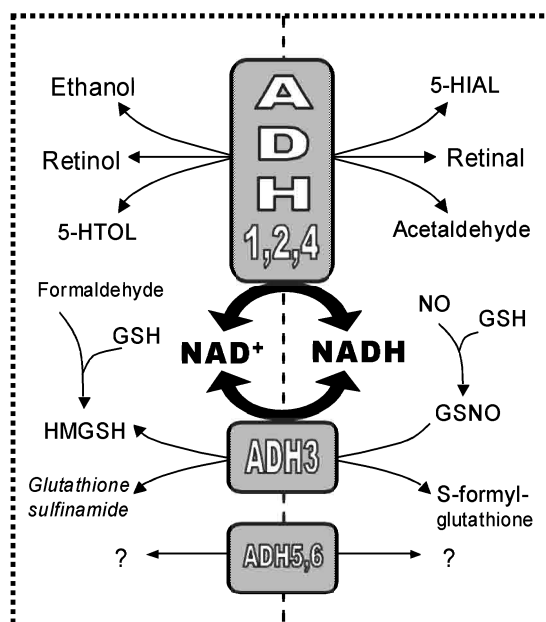 Ethanol
5-HIAL
A
D
H
1,2,4
Retinol
Retinal
5-HTOL
Acetaldehyde
Formaldehyde
GSH
NO
GSH
NAD+ NADH
HMGSH
GSNO
ADH3
Glutathione
sulfinamide
S-formyl-
glutathione
?
ADH5,6
?